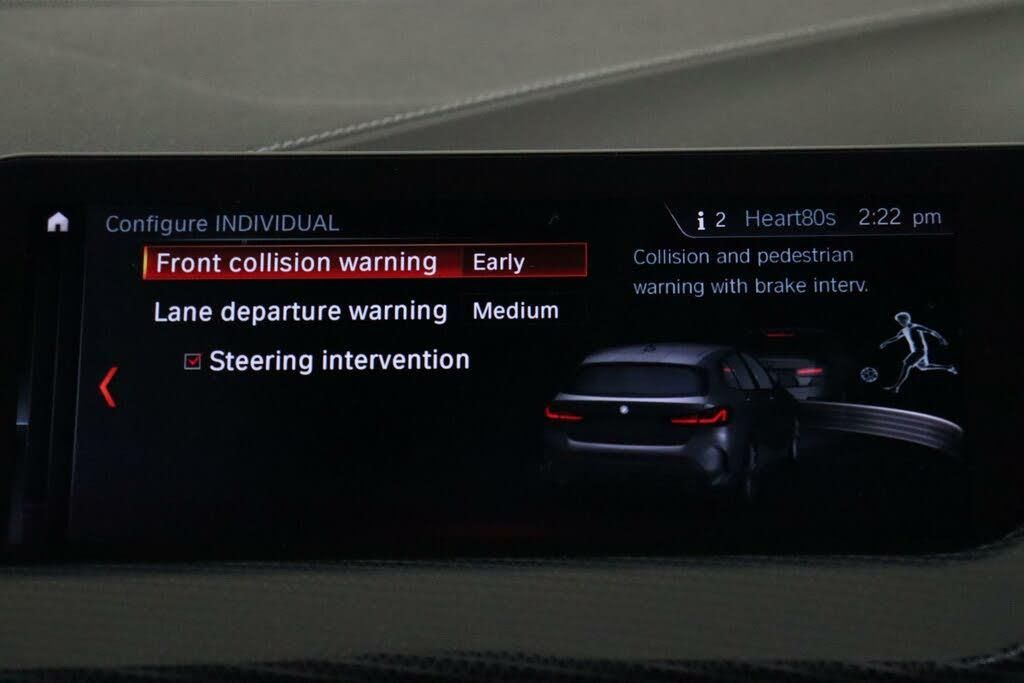 Configure INDIVIDUAL
i 2 Heart80s 2:22 pm
Front collision warning Early
Lane departure warning Medium
Steering intervention
Collision and pedestrian
warning with brake interv.